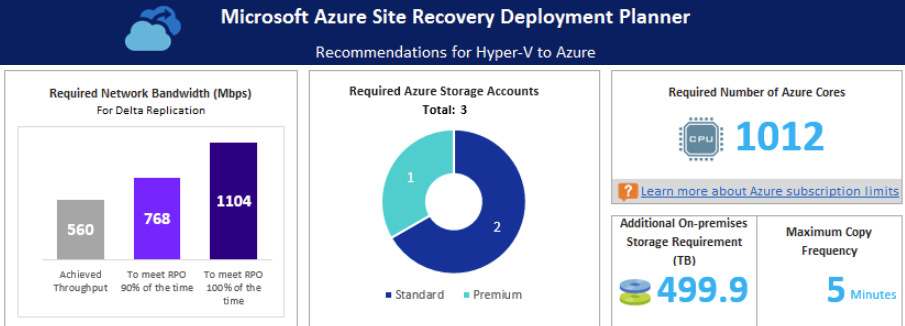 Microsoft Azure Site Recovery Deployment Planner
Recommendations for Hyper-V to Azure
Required Network Bandwidth (Mbps)
For Delta Replication
560
768
1104
Achieved
Throughput
To meet RPO
90% of the time
To meet RPO
100% of the
time
Required Azure Storage Accounts
Total: 3
1
2
Standard
Premium
Required Number of Azure Cores
CPU
1012
? Learn more about Azure subscription limits
Additional On-premises
Storage Requirement
(TB)
499.9
Maximum Copy
Frequency
5 Minutes